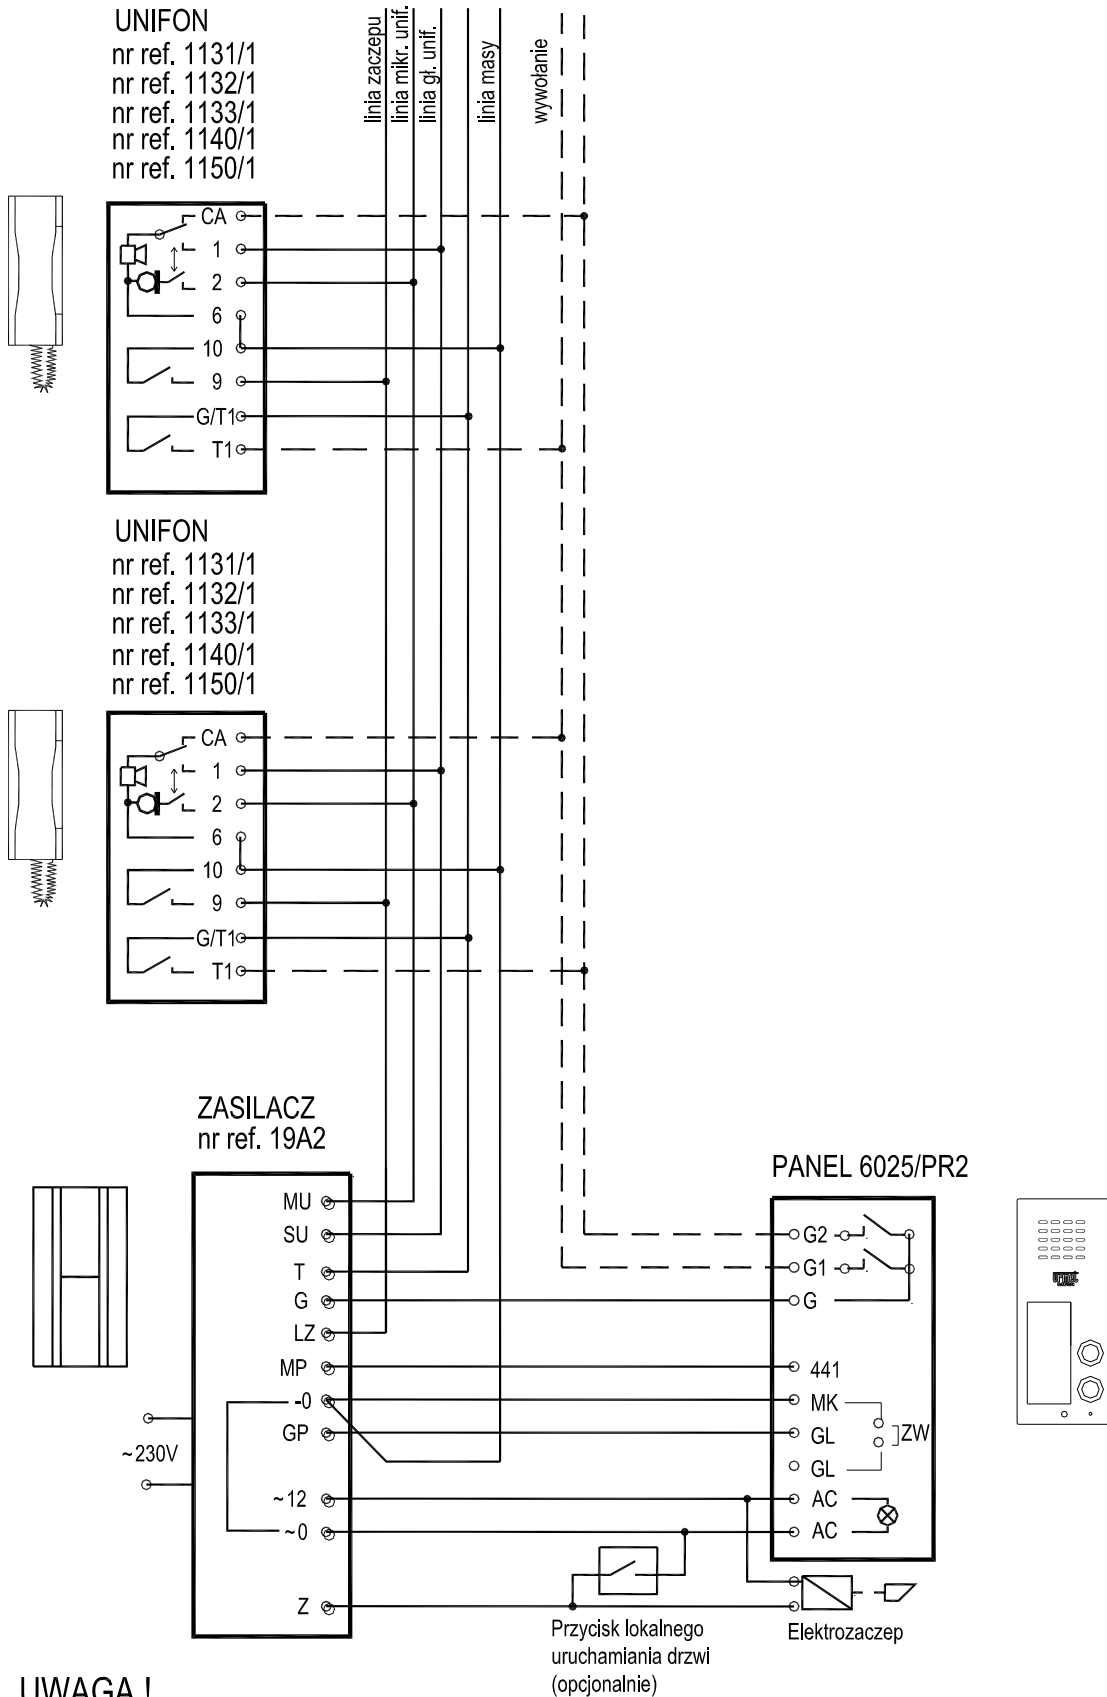 UNIFON
nr ref. 1131/1
nr ref. 1132/1
nr ref. 1133/1
nr ref. 1140/1
nr ref. 1150/1
linia zaczepu
linia mikr. unif.
linia gł. unif.
linia masy
wywołanie
CA
1
2
6
10
9
G/T1
T1
UNIFON
nr ref. 1131/1
nr ref. 1132/1
nr ref. 1133/1
nr ref. 1140/1
nr ref. 1150/1
CA
1
2
6
10
9
G/T1
T1
ZASILACZ
nr ref. 19A2
MU
SU
T
G
LZ
MP
-0
GP
~12
~0
Z
~230V
PANEL 6025/PR2
G2
G1
G
441
MK
GL
GL
ZW
AC
AC
urmet
Przycisk lokalnego
uruchamiania drzwi
(opcjonalnie)
Elektrozaczep
UWAGA !